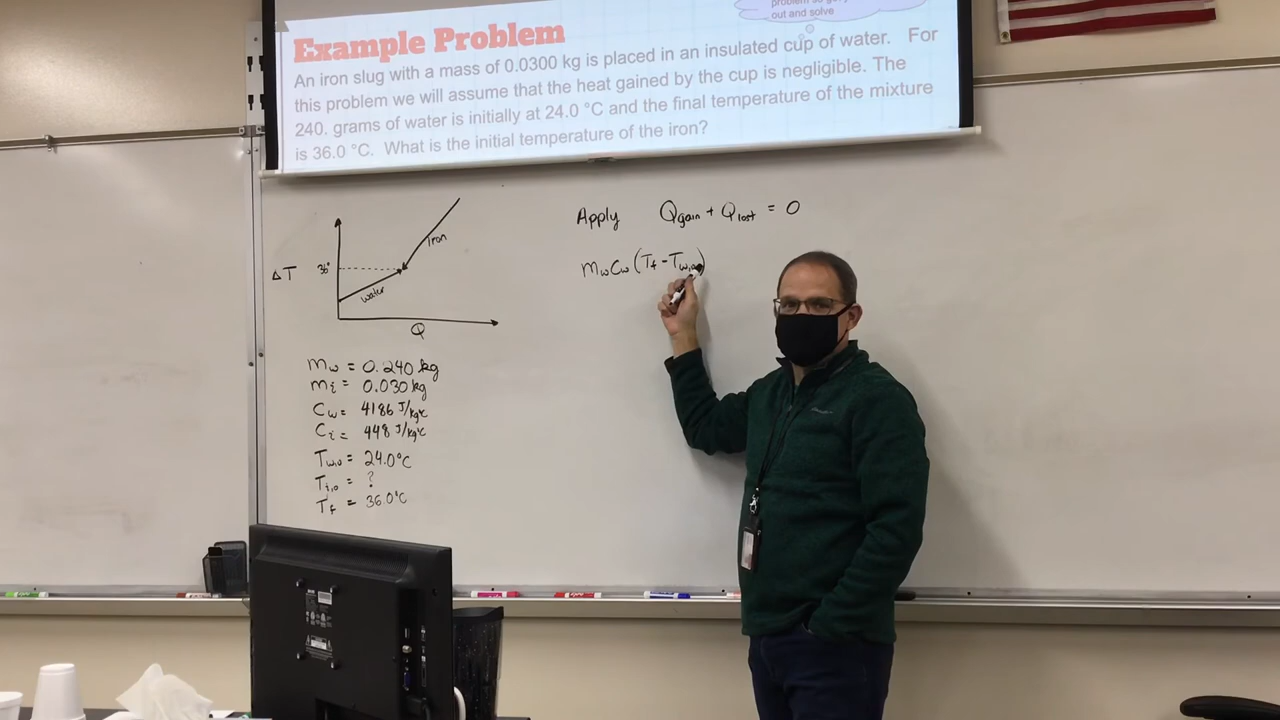 out and solve
Example Problem
An iron slug with a mass of 0.0300 kg is placed in an insulated cup of water. For
this problem we will assume that the heat gained by the cup is negligible. The
240. grams of water is initially at 24.0 °C and the final temperature of the mixture
is 36.0 °C. What is the initial temperature of the iron?
Apply Qgain + Qlost = 0
mwCw(Tf - Tw,o)
iron
36°
ΔT
water
Q
mw = 0.240 kg
mi = 0.030 kg
Cw = 4186 J/kg°C
Ci = 448 J/kg°C
Tw,o = 24.0°C
Ti,o = ?
Tf = 36.0°C